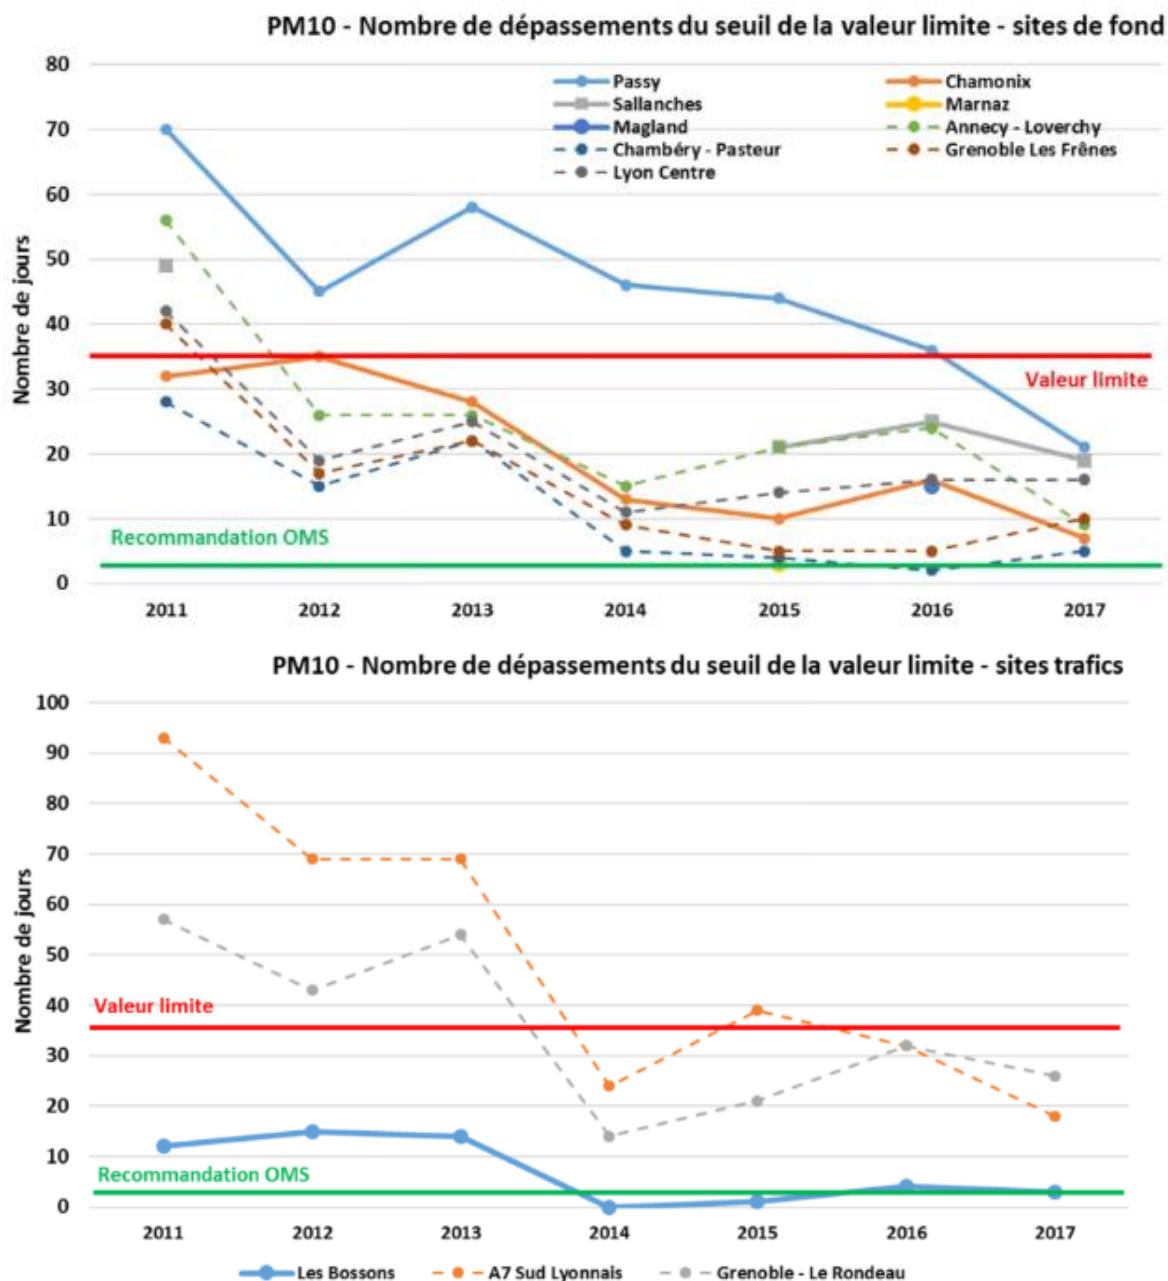 PM10 - Nombre de dépassements du seuil de la valeur limite - sites de fond
80
70
60
50
40
30
20
10
0
Nombre de jours
Passy
Chamonix
Sallanches
Marnaz
Magland
Annecy - Loverchy
Chambéry - Pasteur
Grenoble Les Frênes
Lyon Centre
Valeur limite
Recommandation OMS
2011 2012 2013 2014 2015 2016 2017
PM10 - Nombre de dépassements du seuil de la valeur limite - sites trafics
100
90
80
70
60
50
40
30
20
10
0
Nombre de jours
Valeur limite
Recommandation OMS
2011 2012 2013 2014 2015 2016 2017
Les Bossons A7 Sud Lyonnais Grenoble - Le Rondeau